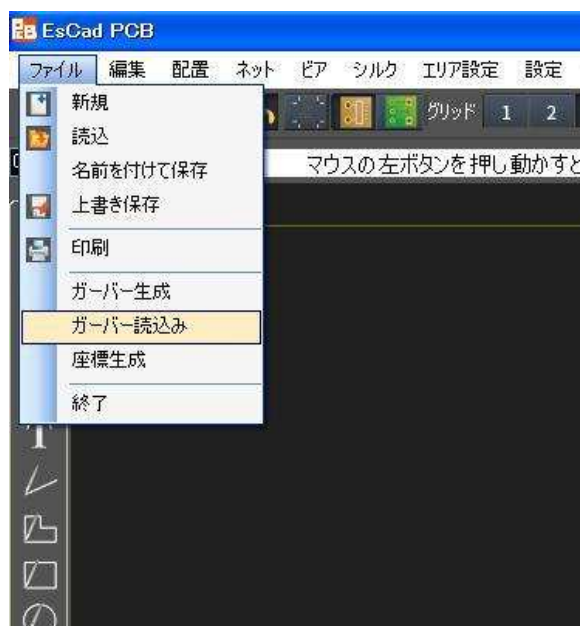 EsCad PCB
ファイル 編集 配置 ネット ビア シルク エリア設定 設定
新規
グリッド 1 2
読込
名前を付けて保存
マウスの左ボタンを押し動かすと
上書き保存
印刷
ガーバー生成
ガーバー読込み
座標生成
終了
T